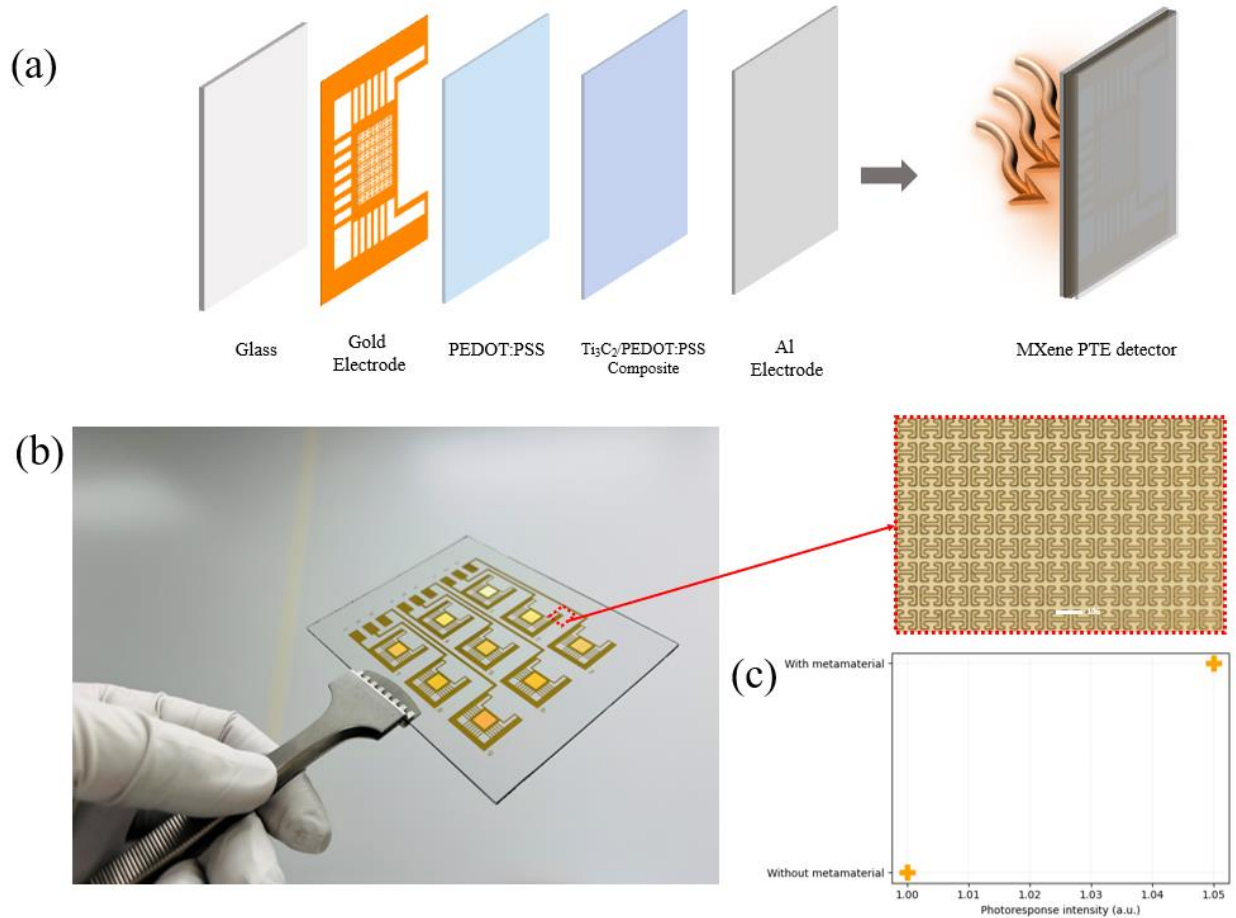 (a)
Glass
Gold
Electrode
PEDOT:PSS
Ti₃C₂/PEDOT:PSS
Composite
Al
Electrode
MXene PTE detector
(b)
(c)
With metamaterial
Without metamaterial
1.00 1.01 1.02 1.03 1.04 1.05
Photoresponse intensity (a.u.)